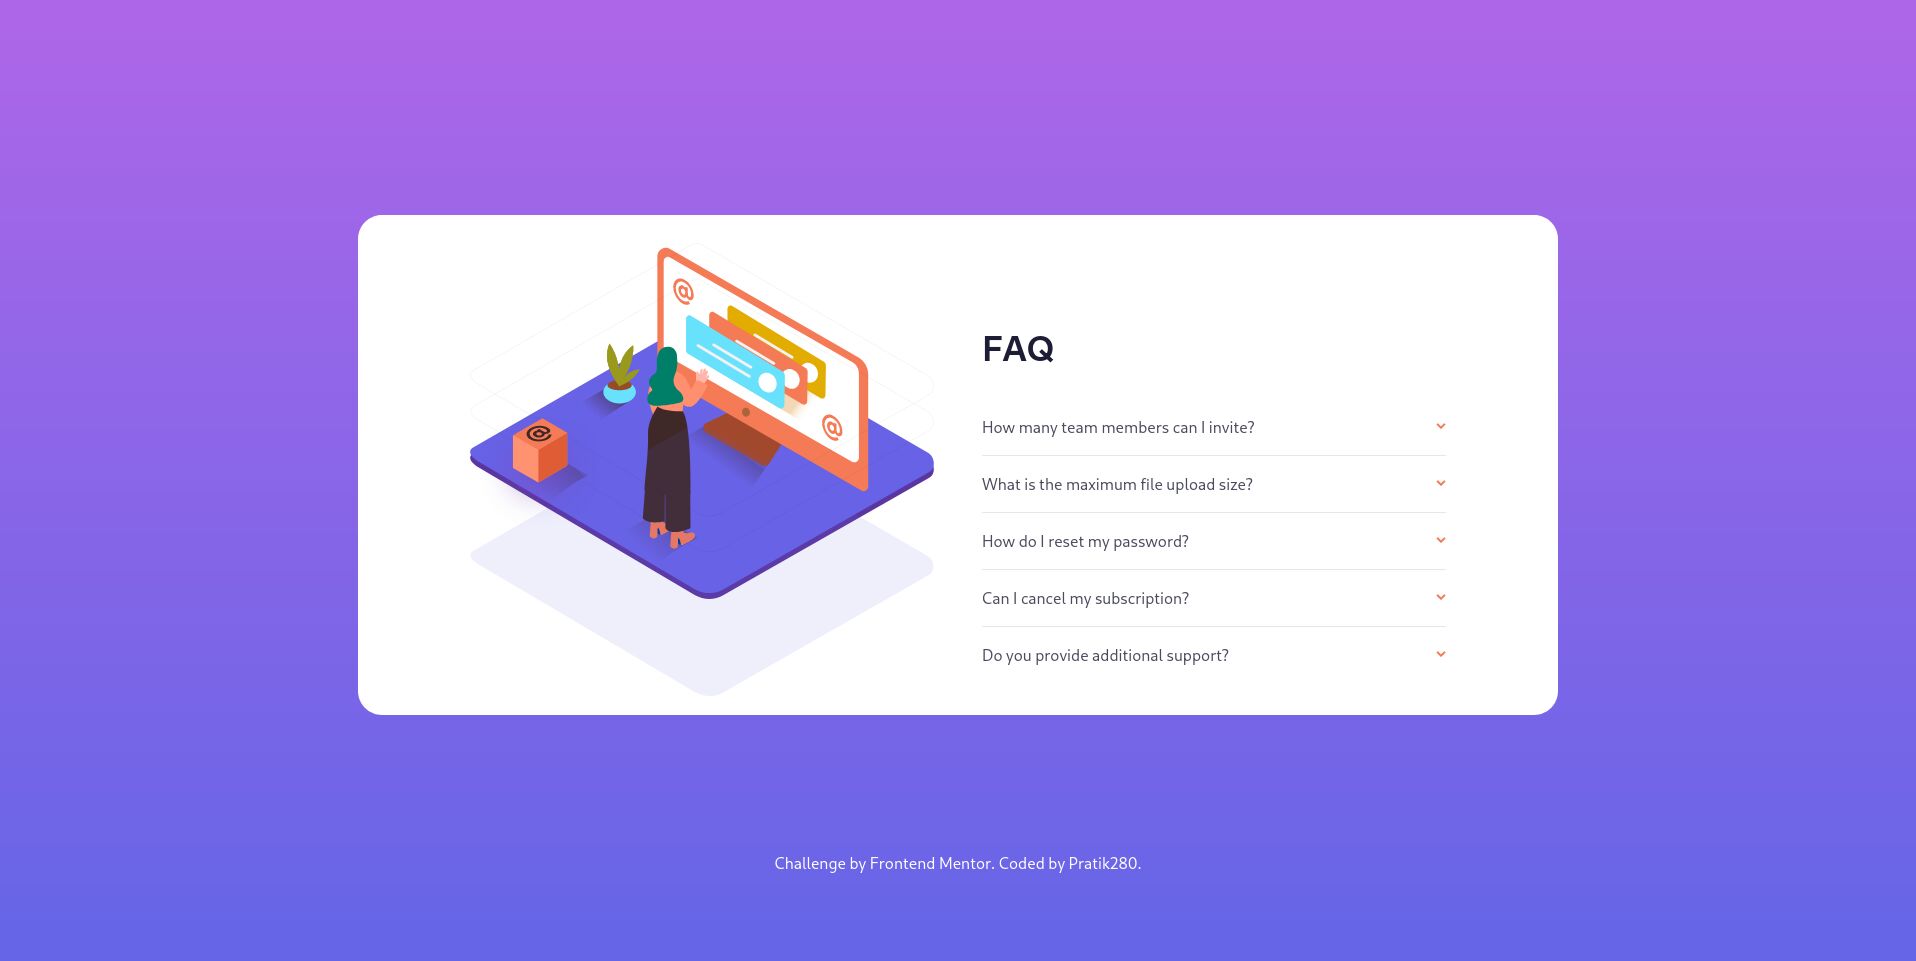 @
@
@
FAQ
How many team members can I invite?
What is the maximum file upload size?
How do I reset my password?
Can I cancel my subscription?
Do you provide additional support?
Challenge by Frontend Mentor. Coded by Pratik280.